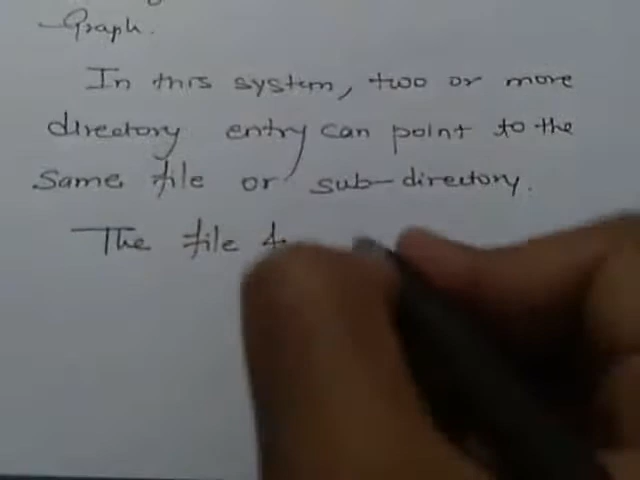 Graph.
In this system, two or more
directory entry can point to the
same file or sub-directory.
The file &